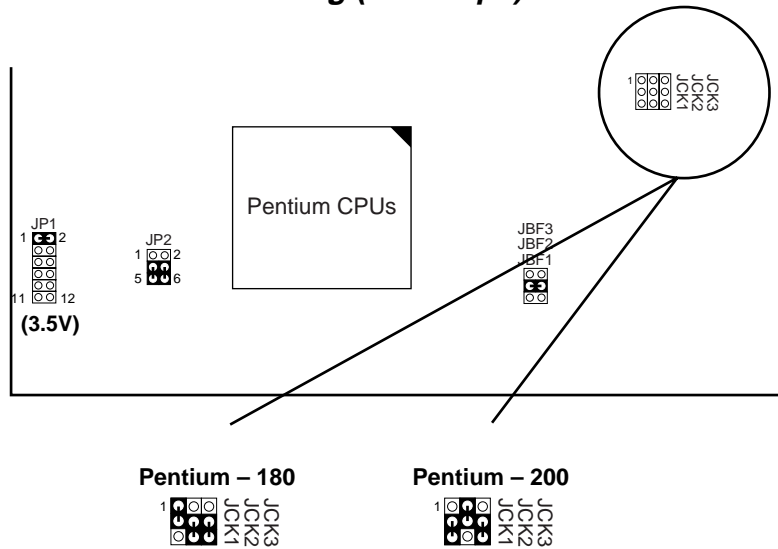 1
JCK1
JCK2
JCK3
Pentium CPUs
JP1
1 2
11 12
(3.5V)
JP2
1 2
5 6
JBF3
JBF2
JBF1
Pentium – 180
1
JCK1
JCK2
JCK3
Pentium – 200
1
JCK1
JCK2
JCK3